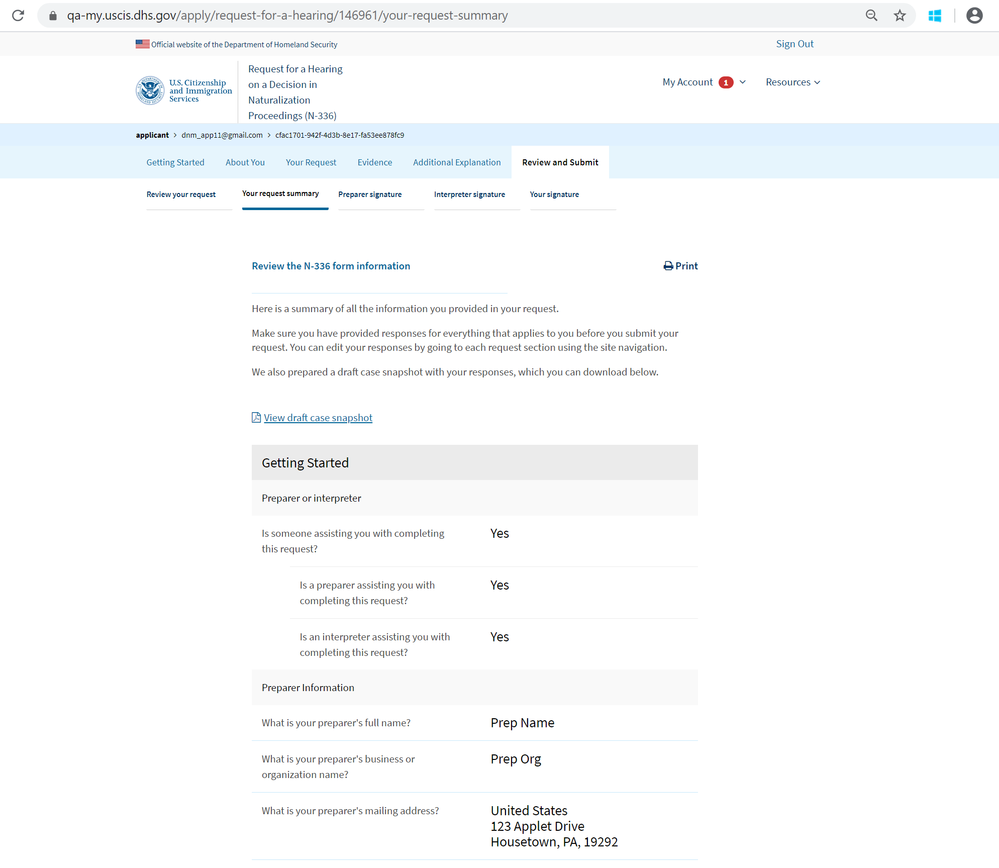 qa-my.uscis.dhs.gov/apply/request-for-a-hearing/146961/your-request-summary
Official website of the Department of Homeland Security
Sign Out
U.S. Citizenship
and Immigration
Services
Request for a Hearing
on a Decision in
Naturalization
Proceedings (N-336)
My Account 1
Resources
applicant > dnm_app11@gmail.com > cfac1701-942f-4d3b-8e17-fa53ee878fc9
Getting Started About You Your Request Evidence Additional Explanation Review and Submit
Review your request Your request summary Preparer signature Interpreter signature Your signature
Review the N-336 form information
Print
Here is a summary of all the information you provided in your request.
Make sure you have provided responses for everything that applies to you before you submit your
request. You can edit your responses by going to each request section using the site navigation.
We also prepared a draft case snapshot with your responses, which you can download below.
View draft case snapshot
Getting Started
Preparer or interpreter
Is someone assisting you with completing
this request?
Yes
Is a preparer assisting you with
completing this request?
Yes
Is an interpreter assisting you with
completing this request?
Yes
Preparer Information
What is your preparer's full name?
Prep Name
What is your preparer's business or
organization name?
Prep Org
What is your preparer's mailing address?
United States
123 Applet Drive
Housetown, PA, 19292